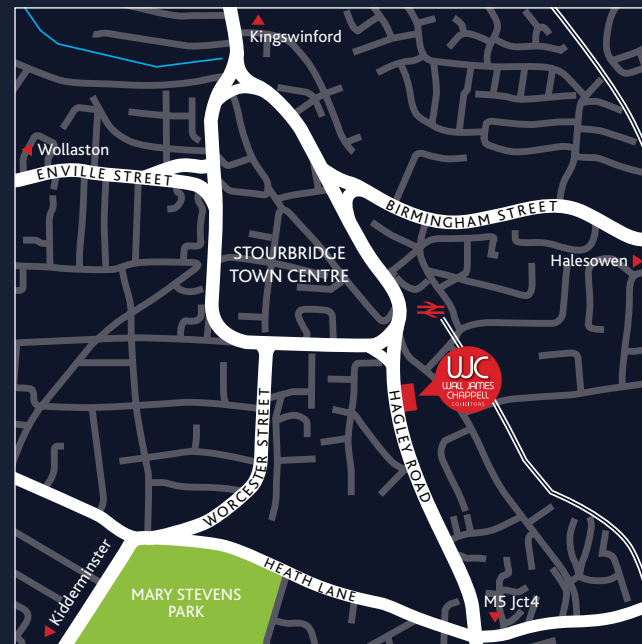 Kingswinford
Wollaston
ENVILLE STREET
BIRMINGHAM STREET
STOURBRIDGE
TOWN CENTRE
Halesowen
WJC
WALL JAMES
CHAPPELL
SOLICITORS
HAGLEY ROAD
WORCESTER STREET
Kidderminster
HEATH LANE
MARY STEVENS
PARK
M5 Jct4